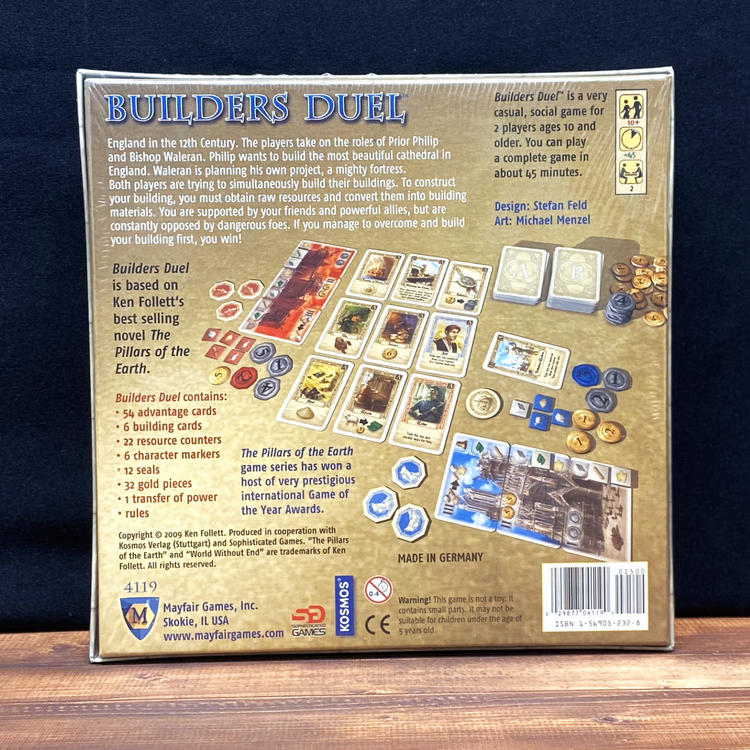 BUILDERS DUEL™
England in the 12th Century. The players take on the roles of Prior Philip
and Bishop Waleran. Philip wants to build the most beautiful cathedral in
England. Waleran is planning his own project, a mighty fortress.
Both players are trying to simultaneously build their buildings. To construct
your building, you must obtain raw resources and convert them into building
materials. You are supported by your friends and powerful allies, but are
constantly opposed by dangerous foes. If you manage to overcome and build
your building first, you win!
Builders Duel™ is a very
casual, social game for
2 players ages 10 and
older. You can play
a complete game in
about 45 minutes.
Design: Stefan Feld
Art: Michael Menzel
10+
≈45
2
Builders Duel
is based on
Ken Follett's
best selling
novel The
Pillars of the
Earth.
A
B
Builders Duel contains:
• 54 advantage cards
• 6 building cards
• 22 resource counters
• 6 character markers
• 12 seals
• 32 gold pieces
• 1 transfer of power
• rules
The Pillars of the Earth
game series has won a
host of very prestigious
international Game of
the Year Awards.
Copyright © 2009 Ken Follett. Produced in cooperation with
Kosmos Verlag (Stuttgart) and Sophisticated Games. "The Pillars
of the Earth" and "World Without End" are trademarks of Ken
Follett. All rights reserved.
MADE IN GERMANY
4119
M
Mayfair Games, Inc.
Skokie, IL USA
www.mayfairgames.com
SOPHISTICATED
GAMES
KOSMOS
0-4
CE
Warning! This game is not a toy. It
contains small parts. It may not be
suitable for children under the age of
5 years old.
02500
8 29877 04119 0
ISBN 1-56905-232-8